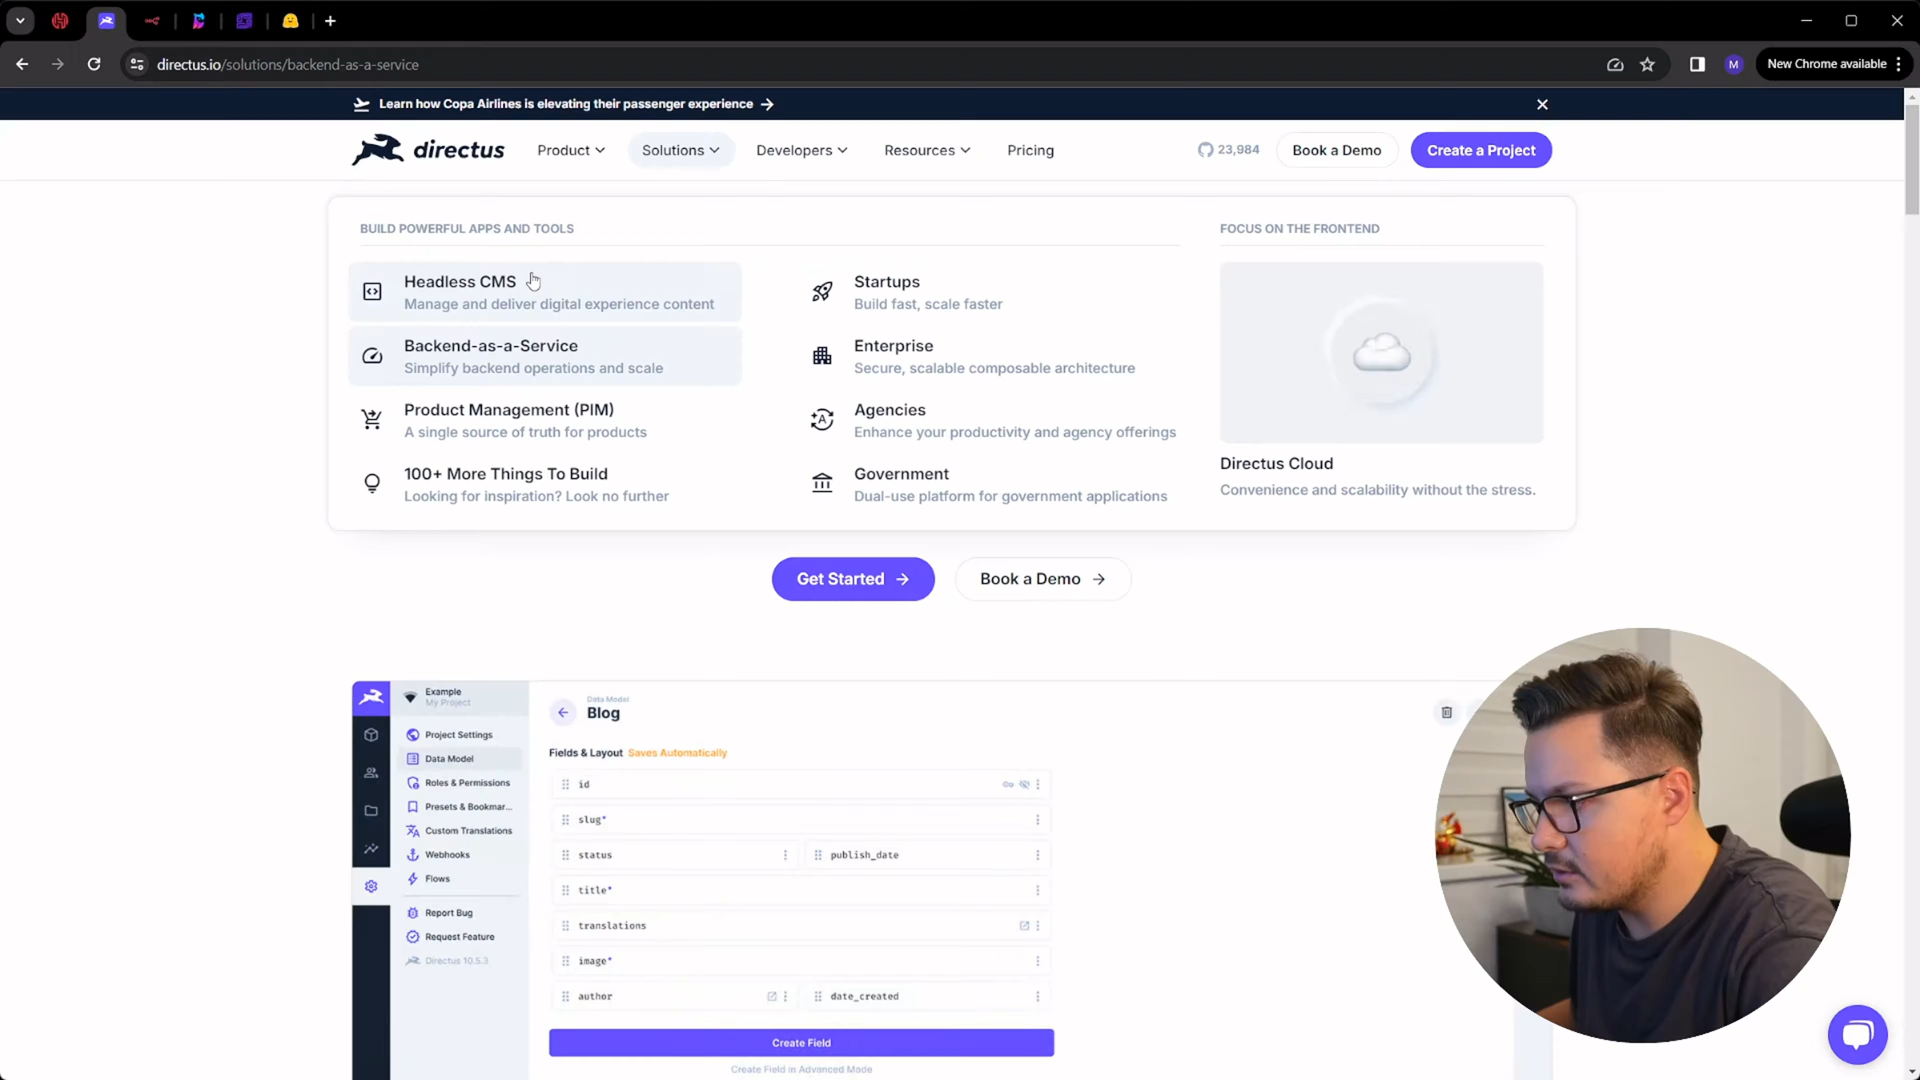 directus.io/solutions/backend-as-a-service
M
New Chrome available
Learn how Copa Airlines is elevating their passenger experience
directus
Product
Solutions
Developers
Resources
Pricing
23,984
Book a Demo
Create a Project
BUILD POWERFUL APPS AND TOOLS
FOCUS ON THE FRONTEND
Headless CMS
Manage and deliver digital experience content
Backend-as-a-Service
Simplify backend operations and scale
Product Management (PIM)
A single source of truth for products
100+ More Things To Build
Looking for inspiration? Look no further
Startups
Build fast, scale faster
Enterprise
Secure, scalable composable architecture
Agencies
Enhance your productivity and agency offerings
Government
Dual-use platform for government applications
Directus Cloud
Convenience and scalability without the stress.
Get Started
Book a Demo
Example
My Project
Project Settings
Data Model
Roles & Permissions
Presets & Bookmar...
Custom Translations
Webhooks
Flows
Report Bug
Request Feature
Directus 10.5.3
Data Model
Blog
Fields & Layout Saves Automatically
id
slug*
status
publish_date
title*
translations
image*
author
date_created
Create Field
Create Field in Advanced Mode